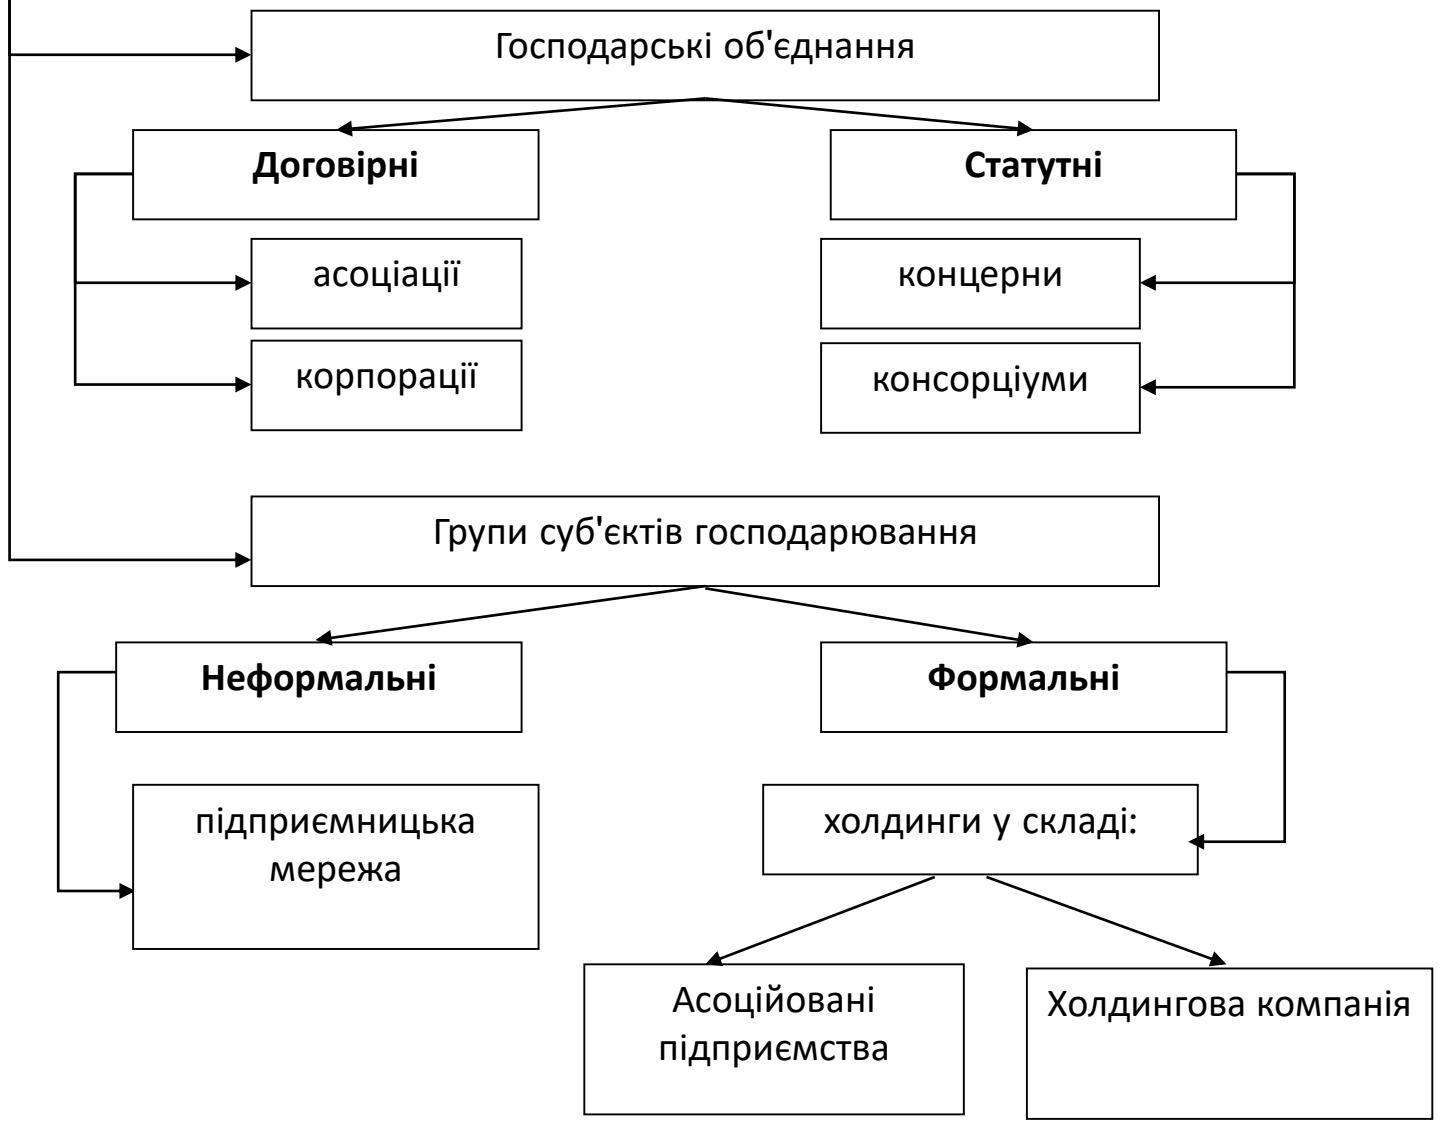 Господарські об'єднання
Договірні
Статутні
асоціації
концерни
корпорації
консорціуми
Групи суб'єктів господарювання
Неформальні
Формальні
підприємницька
мережа
холдинги у складі:
Асоційовані
підприємства
Холдингова компанія